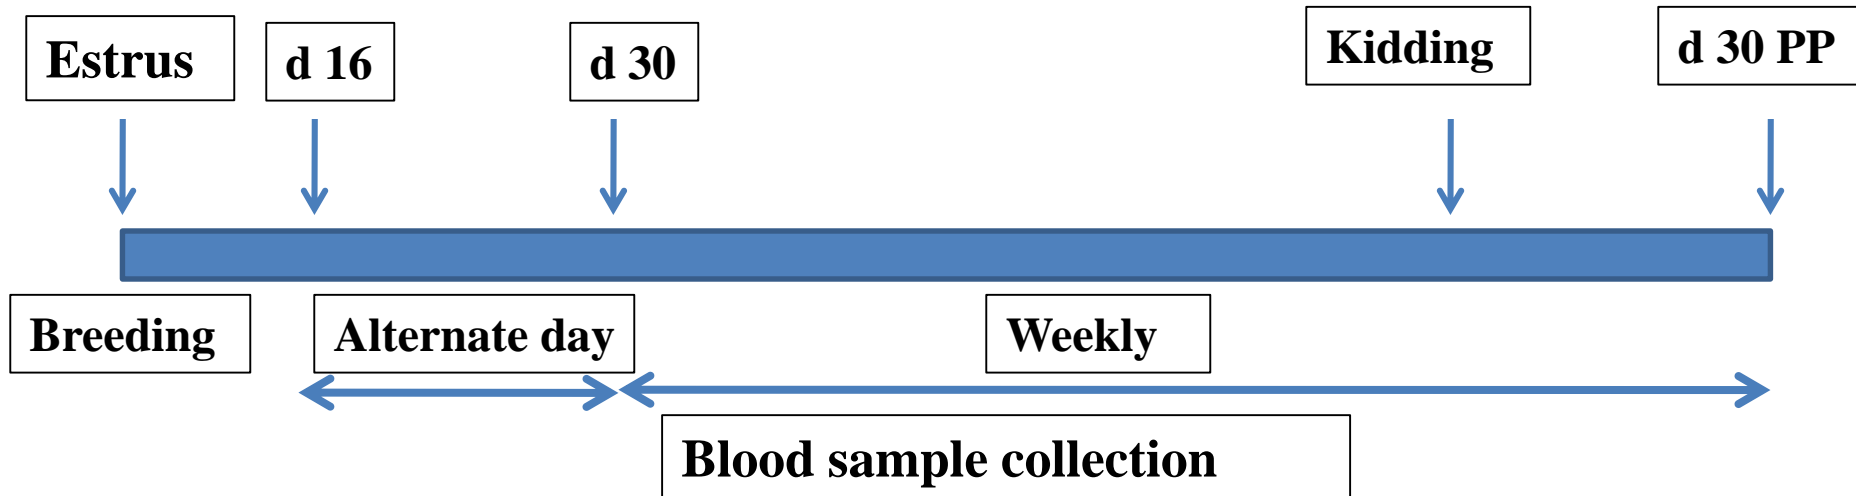 Estrus
d 16
d 30
Kidding
d 30 PP
Breeding
Alternate day
Weekly
Blood sample collection